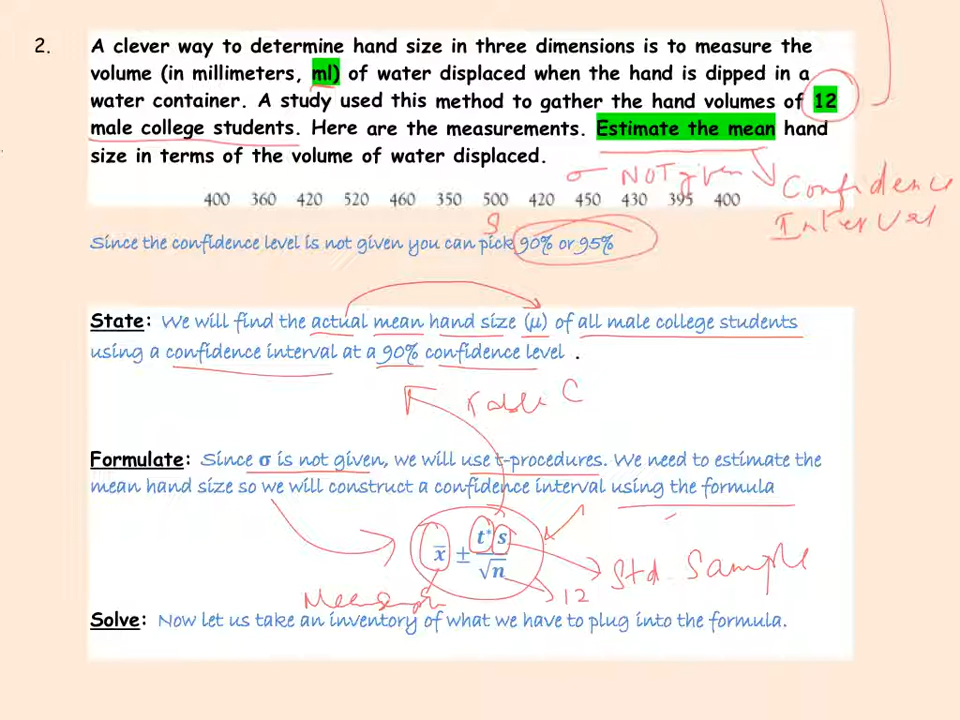 2. A clever way to determine hand size in three dimensions is to measure the
volume (in millimeters, ml) of water displaced when the hand is dipped in a
water container. A study used this method to gather the hand volumes of 12
male college students. Here are the measurements. Estimate the mean hand
size in terms of the volume of water displaced.
σ NOT given
Confidence
Interval
400 360 420 520 460 350 500 420 450 430 395 400
Since the confidence level is not given you can pick 90% or 95%
State: We will find the actual mean hand size (μ) of all male college students
using a confidence interval at a 90% confidence level .
Table C
Formulate: Since σ is not given, we will use t-procedures. We need to estimate the
mean hand size so we will construct a confidence interval using the formula
x̄ ± t* s / √n
Std Sample
12
Solve: Now let us take an inventory of what we have to plug into the formula.